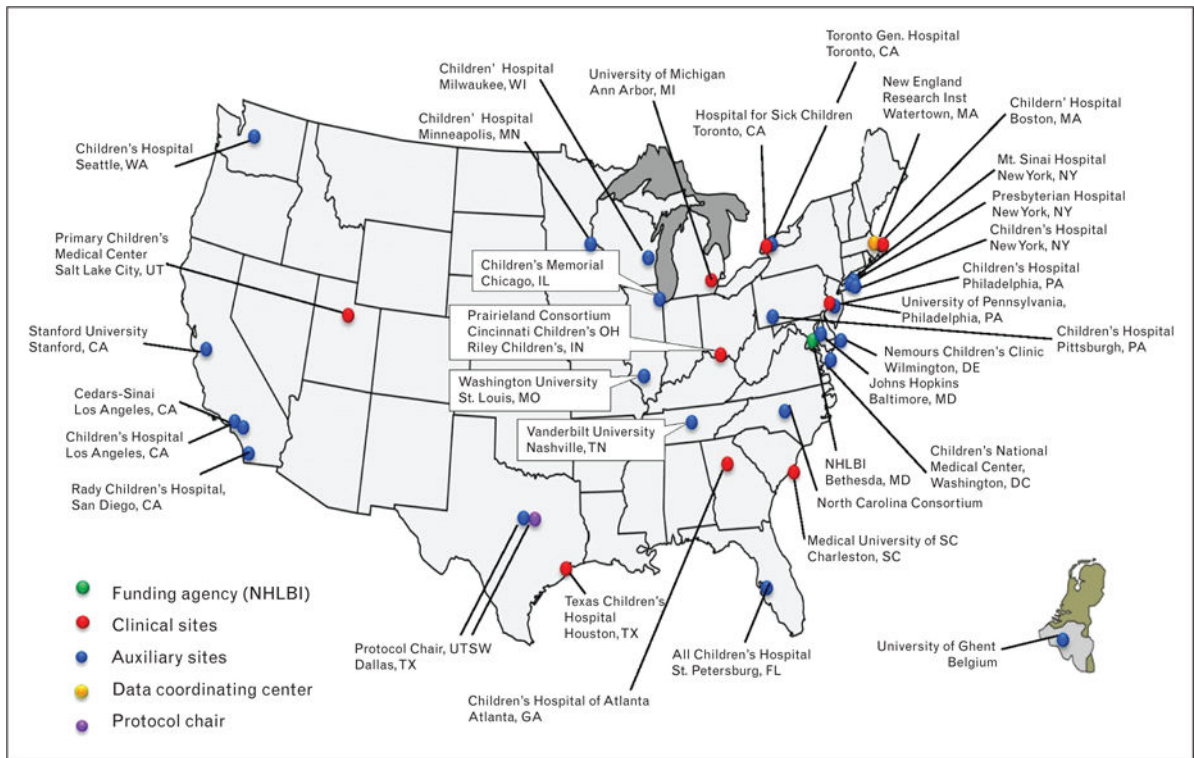 Toronto Gen. Hospital
Toronto, CA
Children' Hospital
Milwaukee, WI
University of Michigan
Ann Arbor, MI
New England
Research Inst
Watertown, MA
Childern' Hospital
Boston, MA
Children' Hospital
Minneapolis, MN
Hospital for Sick Children
Toronto, CA
Children's Hospital
Seattle, WA
Mt. Sinai Hospital
New York, NY
Presbyterian Hospital
New York, NY
Children's Hospital
New York, NY
Primary Children's
Medical Center
Salt Lake City, UT
Children's Memorial
Chicago, IL
Children's Hospital
Philadelphia, PA
University of Pennsylvania,
Philadelphia, PA
Prairieland Consortium
Cincinnati Children's OH
Riley Children's, IN
Stanford University
Stanford, CA
Children's Hospital
Pittsburgh, PA
Nemours Children's Clinic
Wilmington, DE
Washington University
St. Louis, MO
Johns Hopkins
Baltimore, MD
Cedars-Sinai
Los Angeles, CA
Vanderbilt University
Nashville, TN
Children's Hospital
Los Angeles, CA
NHLBI
Bethesda, MD
Children's National
Medical Center,
Washington, DC
Rady Children's Hospital,
San Diego, CA
North Carolina Consortium
Medical University of SC
Charleston, SC
Funding agency (NHLBI)
Clinical sites
Auxiliary sites
Data coordinating center
Protocol chair
Texas Children's
Hospital
Houston, TX
Protocol Chair, UTSW
Dallas, TX
All Children's Hospital
St. Petersburg, FL
University of Ghent
Belgium
Children's Hospital of Atlanta
Atlanta, GA